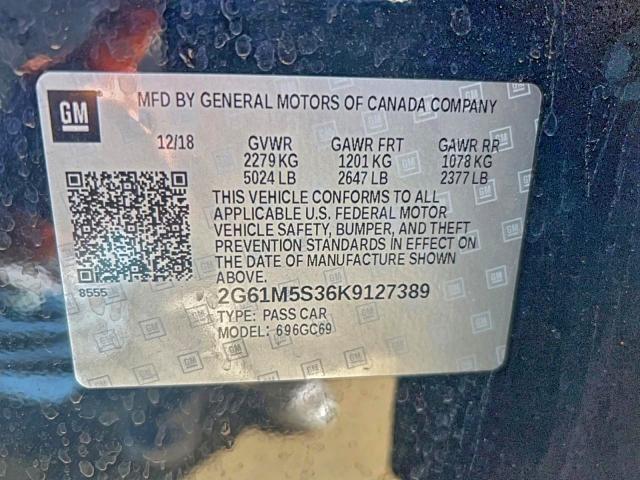 GM
MFD BY GENERAL MOTORS OF CANADA COMPANY
12/18 GVWR GAWR FRT GAWR RR
2279 KG 1201 KG 1078 KG
5024 LB 2647 LB 2377 LB
THIS VEHICLE CONFORMS TO ALL
APPLICABLE U.S. FEDERAL MOTOR
VEHICLE SAFETY, BUMPER, AND THEFT
PREVENTION STANDARDS IN EFFECT ON
THE DATE OF MANUFACTURE SHOWN
ABOVE.
8555
2G61M5S36K9127389
TYPE: PASS CAR
MODEL: 696GC69